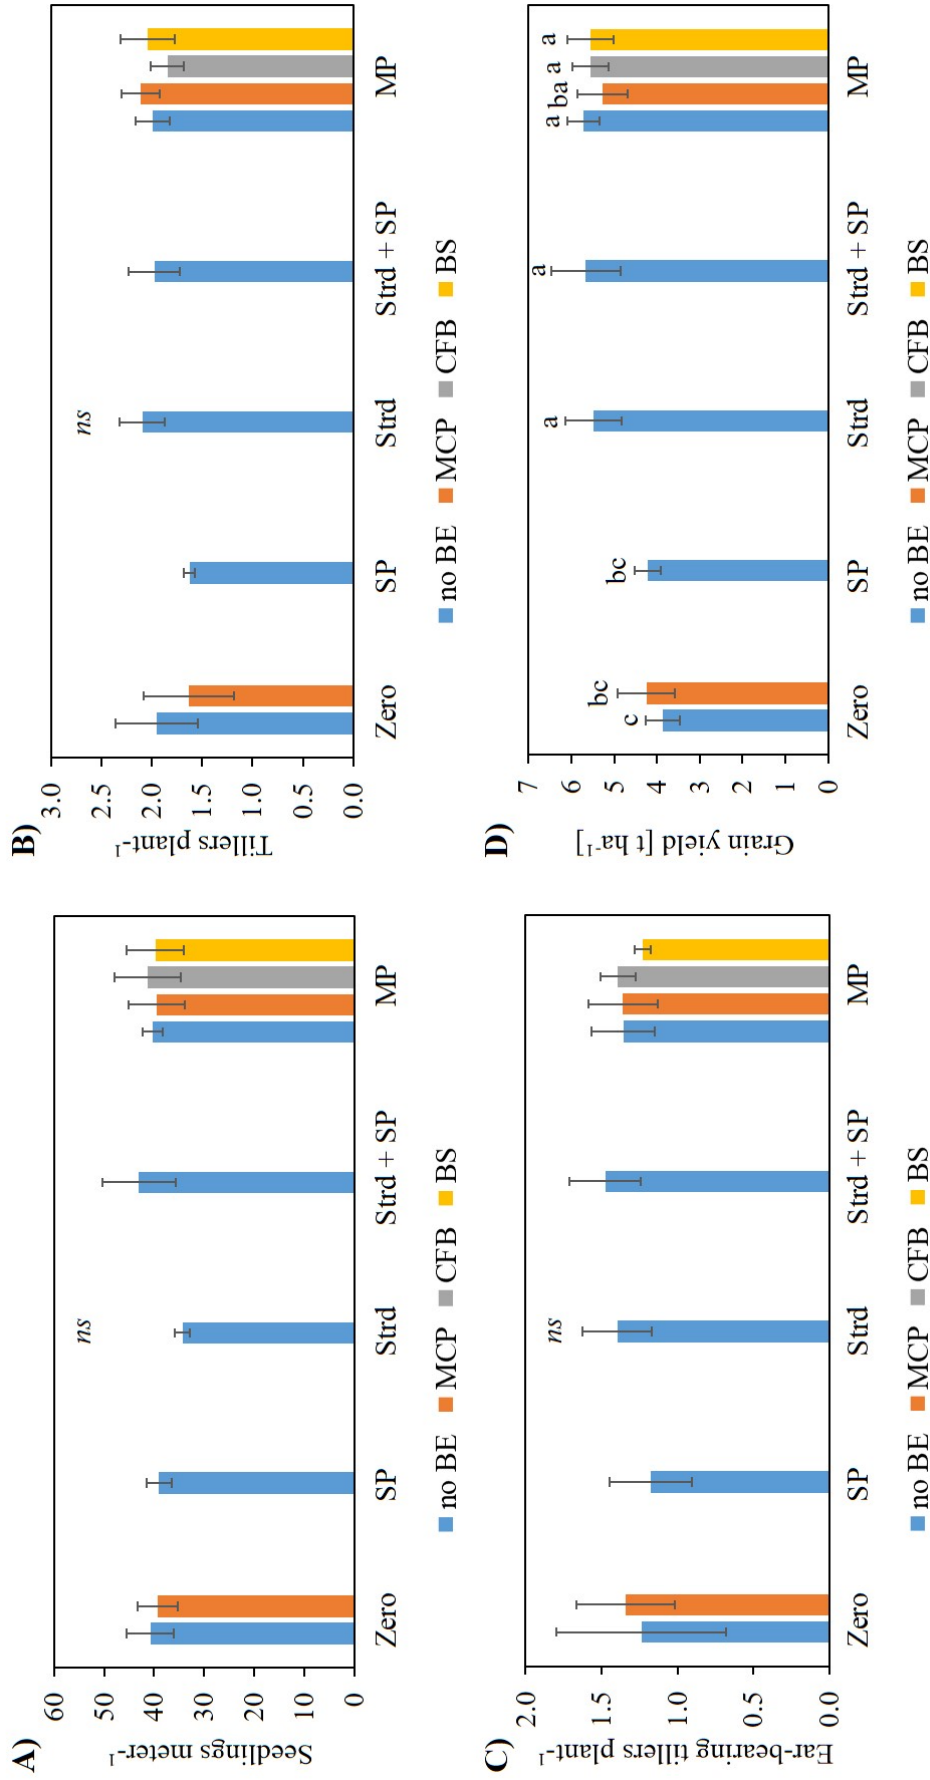 A)
Seedlings meter-1
60
50
40
30
20
10
0
ns
Zero SP Strd Strd + SP MP
no BE MCP CFB BS
B)
Tillers plant-1
3.0
2.5
2.0
1.5
1.0
0.5
0.0
ns
Zero SP Strd Strd + SP MP
no BE MCP CFB BS
C)
Ear-bearing tillers plant-1
2.0
1.5
1.0
0.5
0.0
ns
Zero SP Strd Strd + SP MP
no BE MCP CFB BS
D)
Grain yield [t ha-1]
7
6
5
4
3
2
1
0
c bc bc a a a ba a a
Zero SP Strd Strd + SP MP
no BE MCP CFB BS